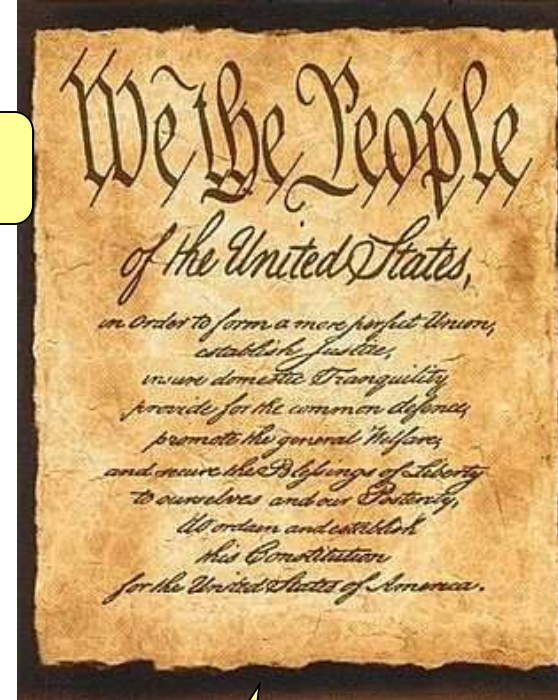 We the People
of the United States,
in Order to form a more perfect Union,
establish Justice,
insure domestic Tranquility
provide for the common defence,
promote the general Welfare,
and secure the Blessings of Liberty
to ourselves and our Posterity,
do ordain and establish
this Constitution
for the United States of America.